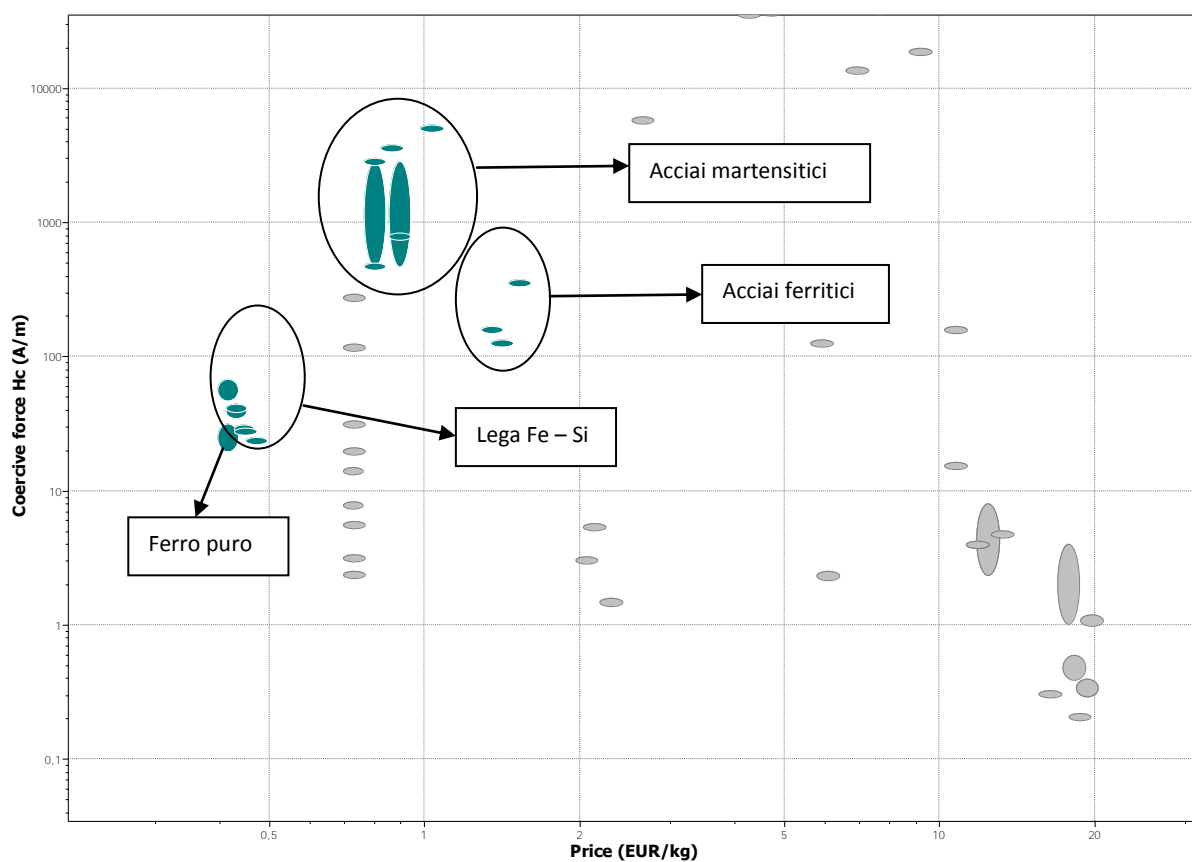 Coercive force Hc (A/m)
10000
1000
100
10
1
0,1
Acciai martensitici
Acciai ferritici
Lega Fe – Si
Ferro puro
0,5
1
2
5
10
20
Price (EUR/kg)